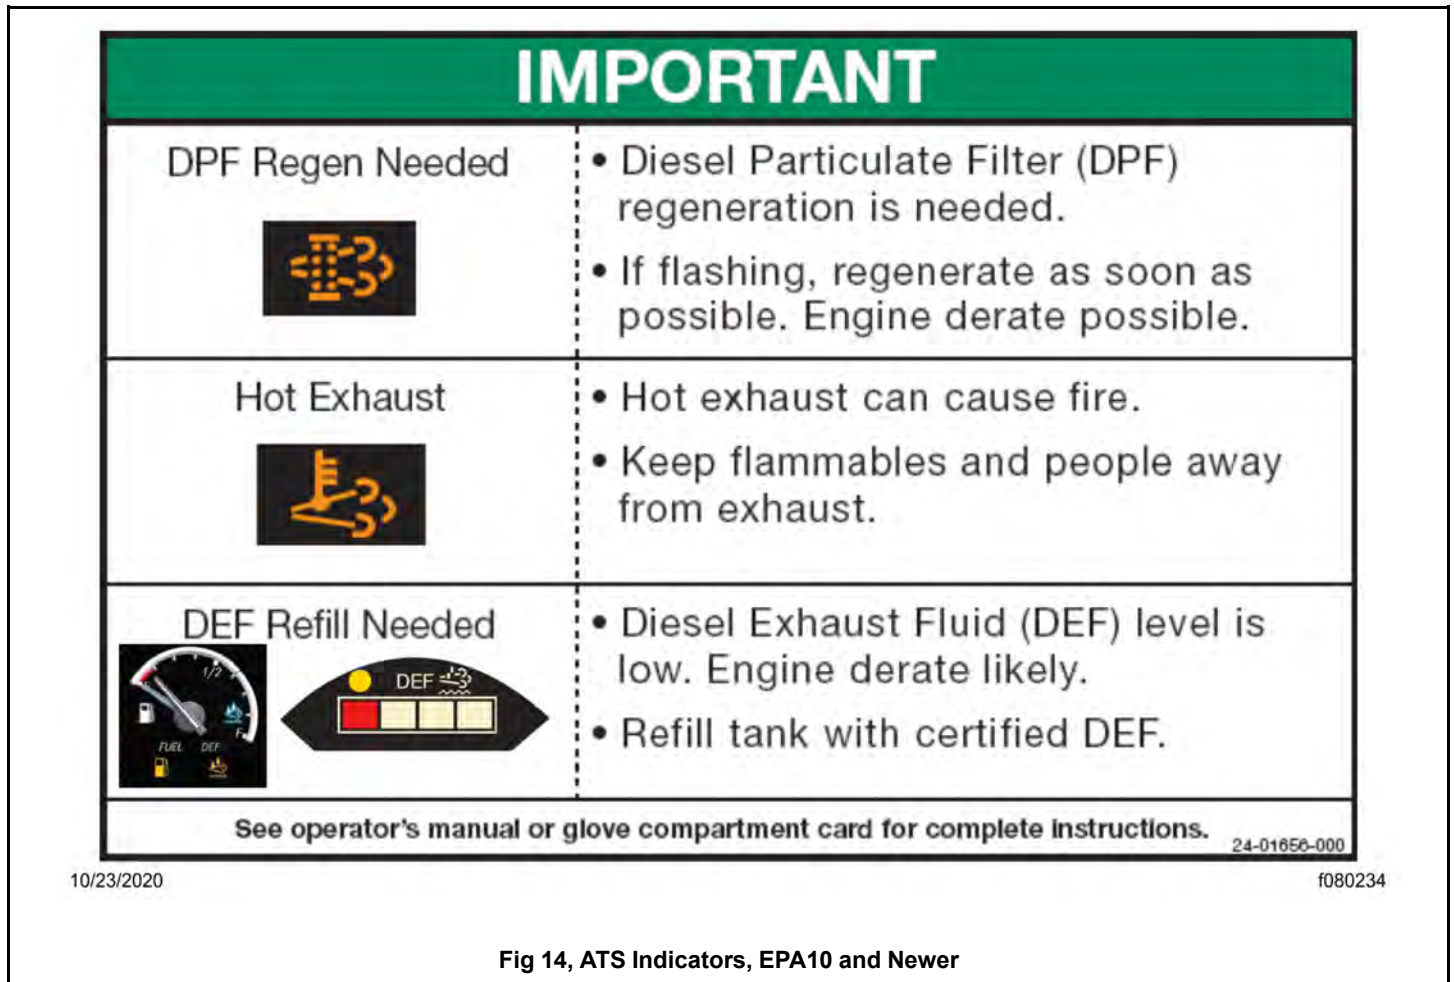 IMPORTANT
DPF Regen Needed
• Diesel Particulate Filter (DPF)
regeneration is needed.
• If flashing, regenerate as soon as
possible. Engine derate possible.
Hot Exhaust
• Hot exhaust can cause fire.
• Keep flammables and people away
from exhaust.
DEF Refill Needed
1/2
F
FUEL DEF
DEF
• Diesel Exhaust Fluid (DEF) level is
low. Engine derate likely.
• Refill tank with certified DEF.
See operator's manual or glove compartment card for complete instructions.
24-01656-000
10/23/2020
f080234
Fig 14, ATS Indicators, EPA10 and Newer